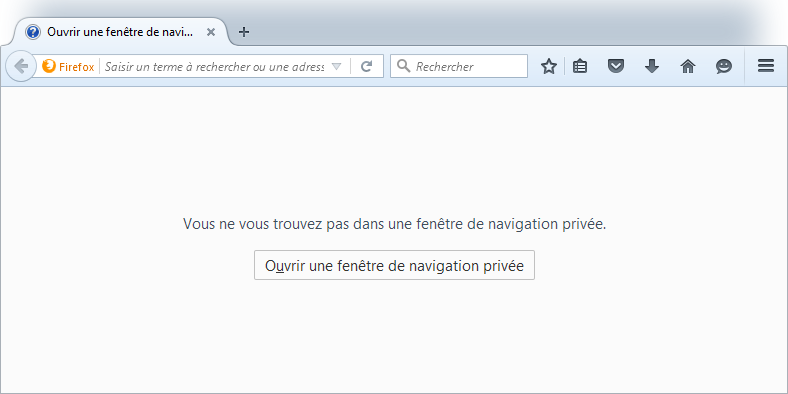 Ouvrir une fenêtre de navi...
Firefox
Saisir un terme à rechercher ou une adress
Rechercher
Vous ne vous trouvez pas dans une fenêtre de navigation privée.
Ouvrir une fenêtre de navigation privée